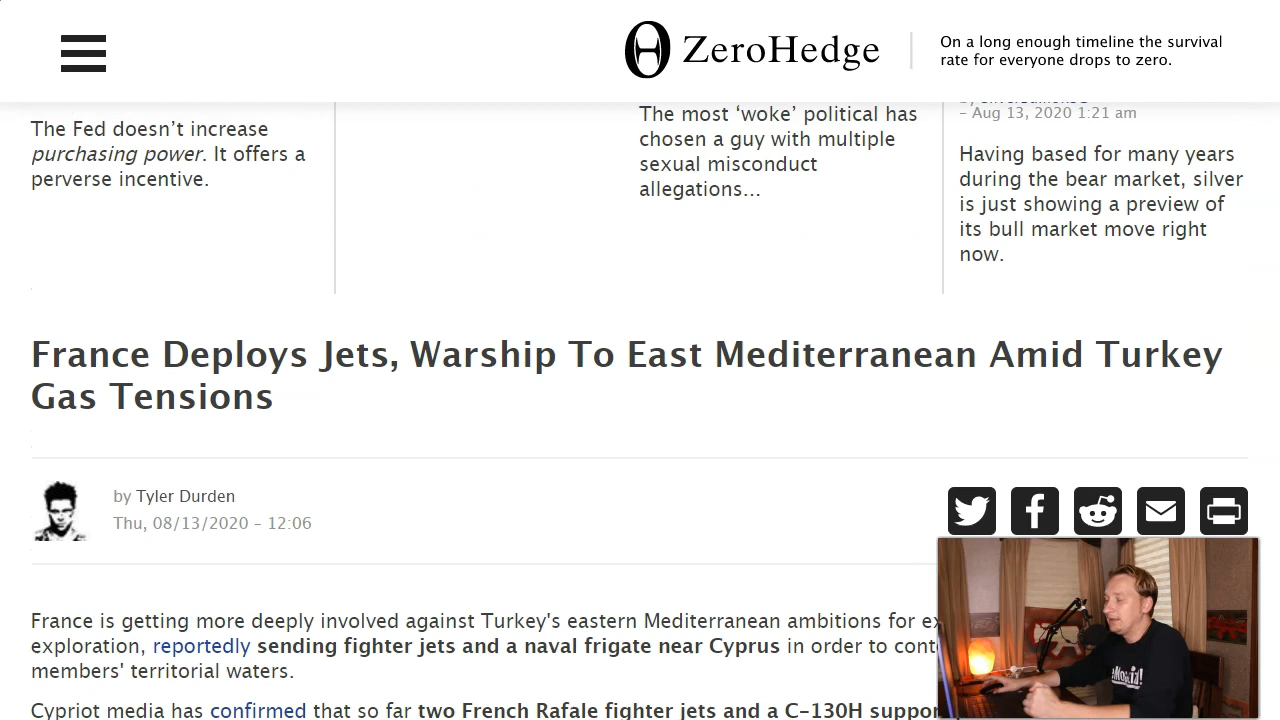 ZeroHedge
On a long enough timeline the survival
rate for everyone drops to zero.
The Fed doesn’t increase
purchasing power. It offers a
perverse incentive.
The most ‘woke’ political has
chosen a guy with multiple
sexual misconduct
allegations...
– Aug 13, 2020 1:21 am
Having based for many years
during the bear market, silver
is just showing a preview of
its bull market move right
now.
France Deploys Jets, Warship To East Mediterranean Amid Turkey
Gas Tensions
by Tyler Durden
Thu, 08/13/2020 - 12:06
France is getting more deeply involved against Turkey's eastern Mediterranean ambitions for
exploration, reportedly sending fighter jets and a naval frigate near Cyprus in order to
members' territorial waters.
Cypriot media has confirmed that so far two French Rafale fighter jets and a C-130H